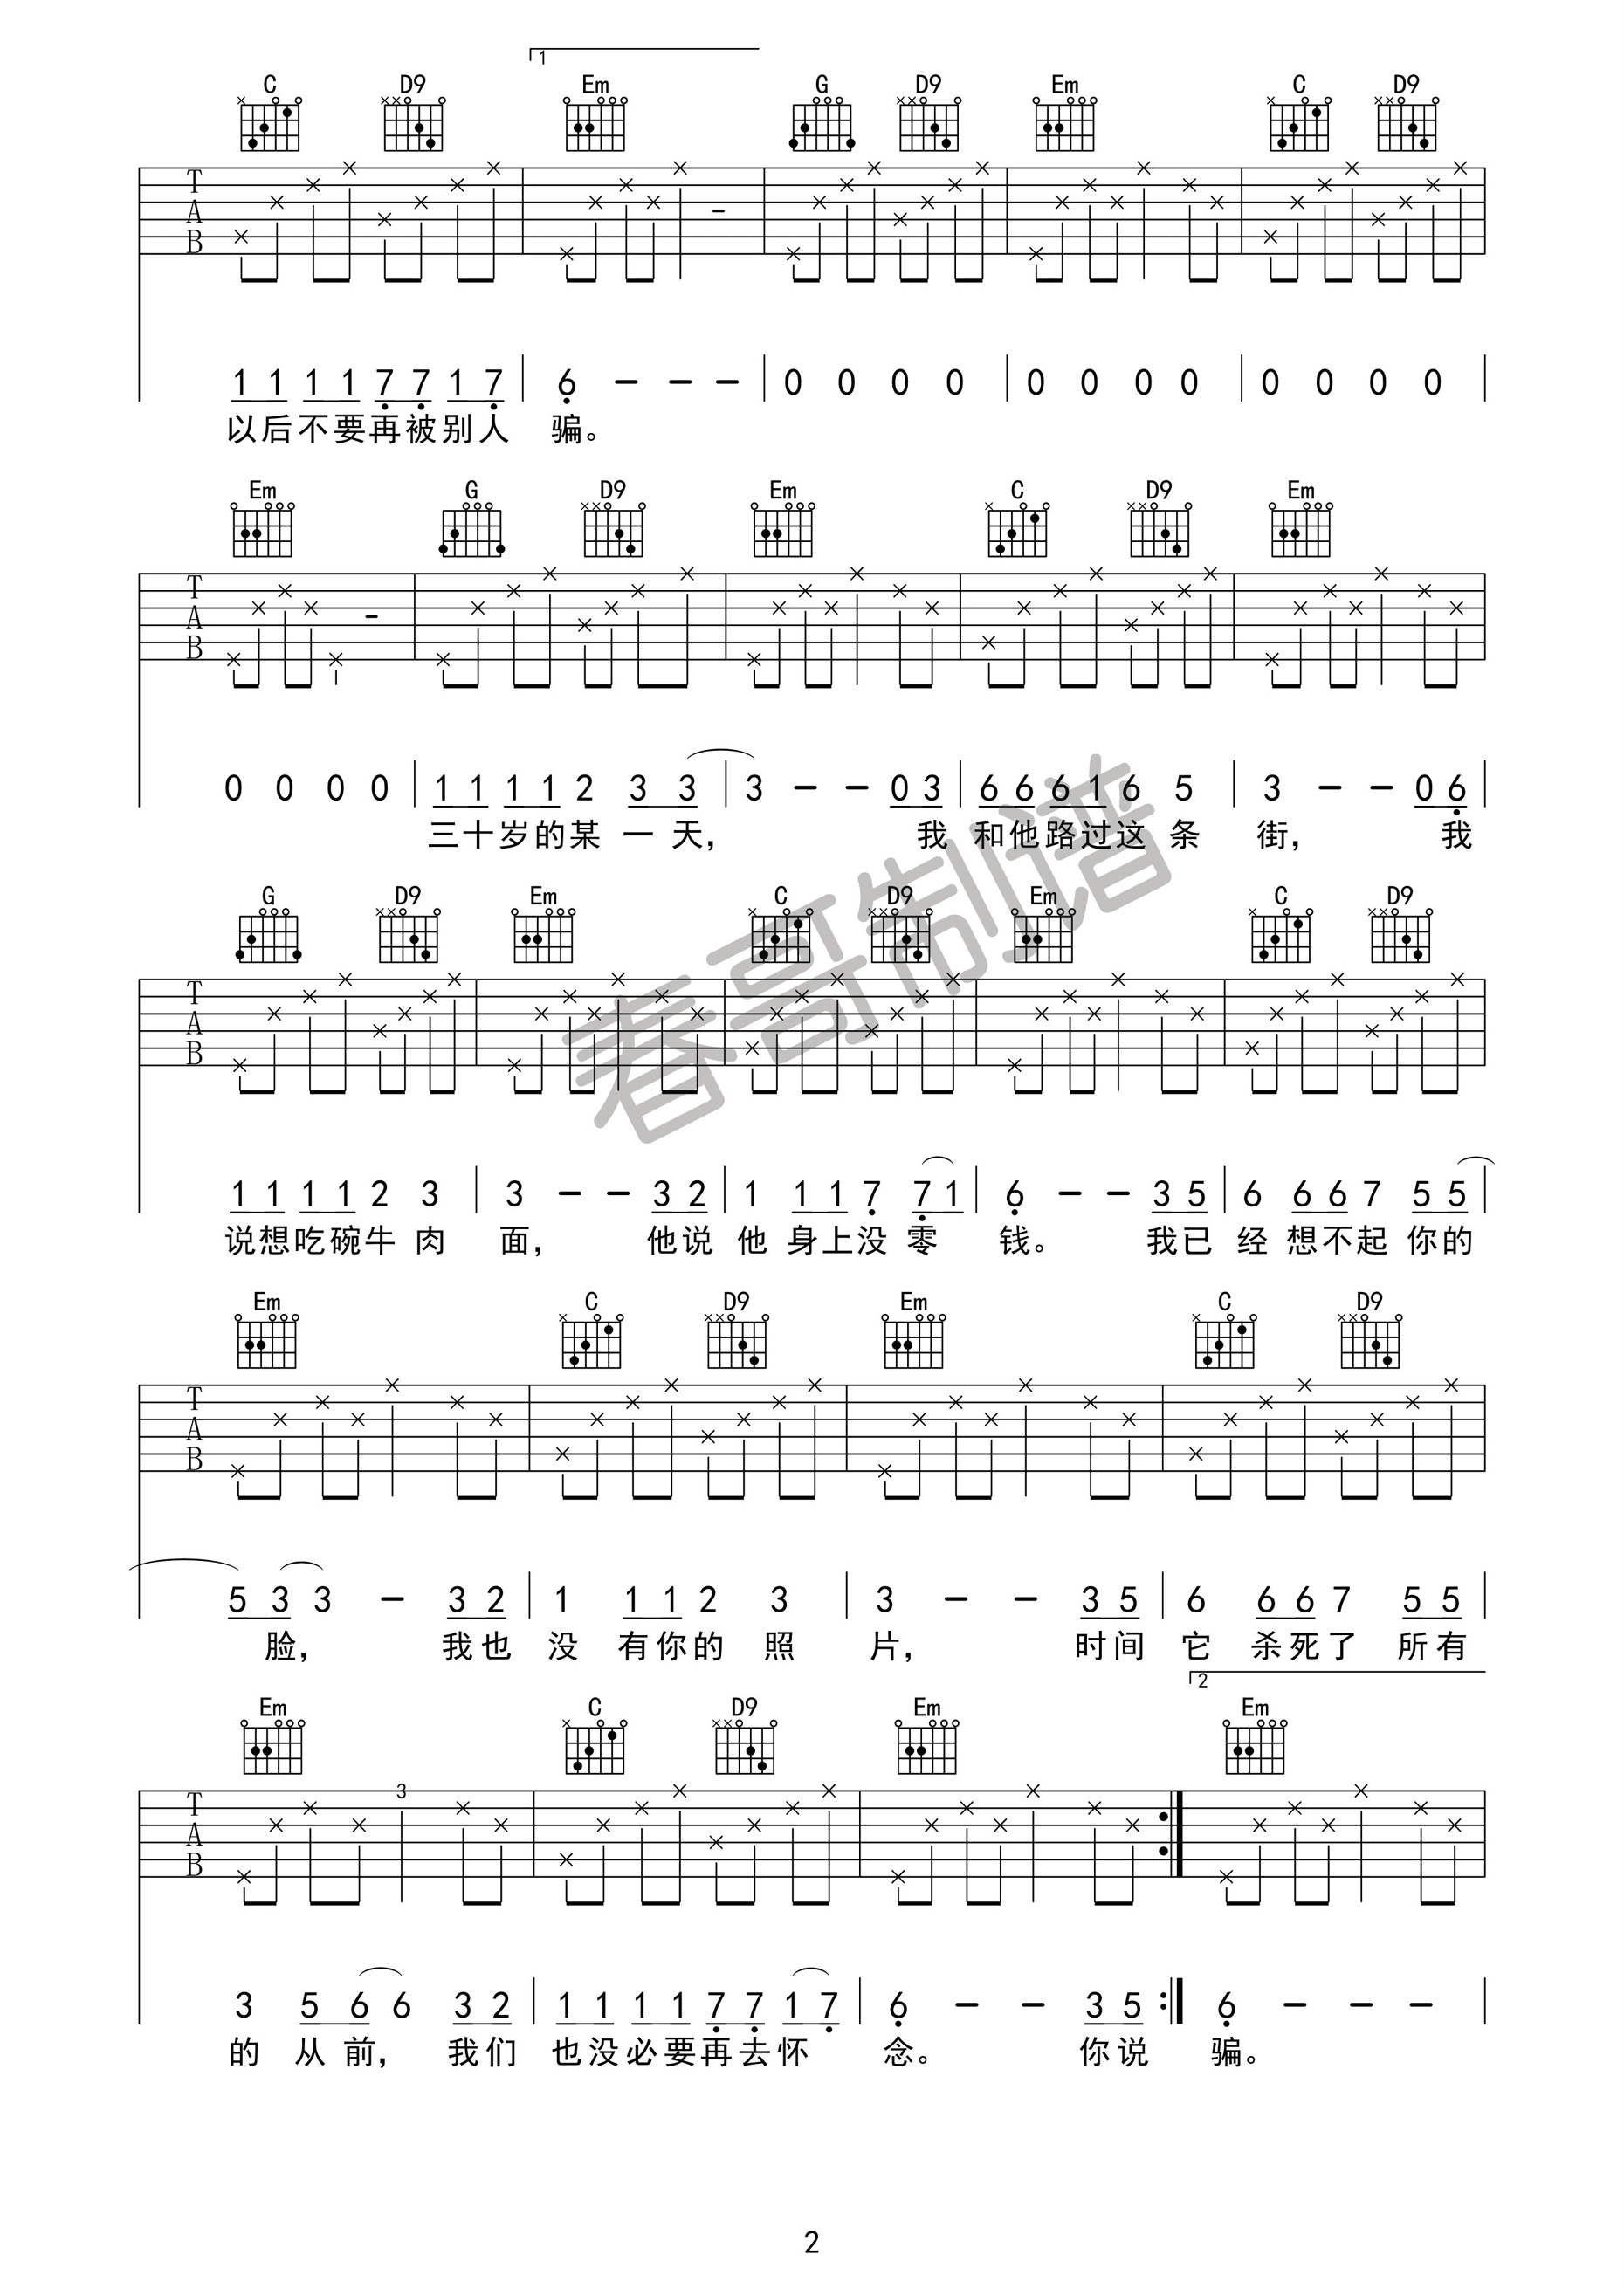 1
C D9 Em G D9 Em C D9
T
A
B
1 1 1 1 7 7 1 7 | 6 - - - | 0 0 0 0 | 0 0 0 0 | 0 0 0 0 |
以后不要再被别人 骗。
Em G D9 Em C D9 Em
T
A
B
0 0 0 0 | 1 1 1 1 2 3 3 | 3 - - 0 3 | 6 6 6 1 6 5 | 3 - - 0 6 |
三十岁的某一天, 我 和他路过这条 街, 我
G D9 Em C D9 Em C D9
T
A
B
1 1 1 1 2 3 | 3 - - 3 2 | 1 1 1 7 7 1 | 6 - - 3 5 | 6 6 6 7 5 5 |
说想吃碗牛肉 面, 他说 他身上没零 钱。 我已 经想不起你的
春哥制谱
Em C D9 Em C D9
T
A
B
5 3 3 - 3 2 | 1 1 1 2 3 | 3 - - 3 5 | 6 6 6 7 5 5 |
脸, 我也 没有你的照 片, 时间 它杀死了所有
2
Em C D9 Em Em
T
A
B
3
3 5 6 6 3 2 | 1 1 1 1 7 7 1 7 | 6 - - 3 5 :| 6 - - - |
的从前, 我们 也没必要再去怀 念。 你说 骗。
2